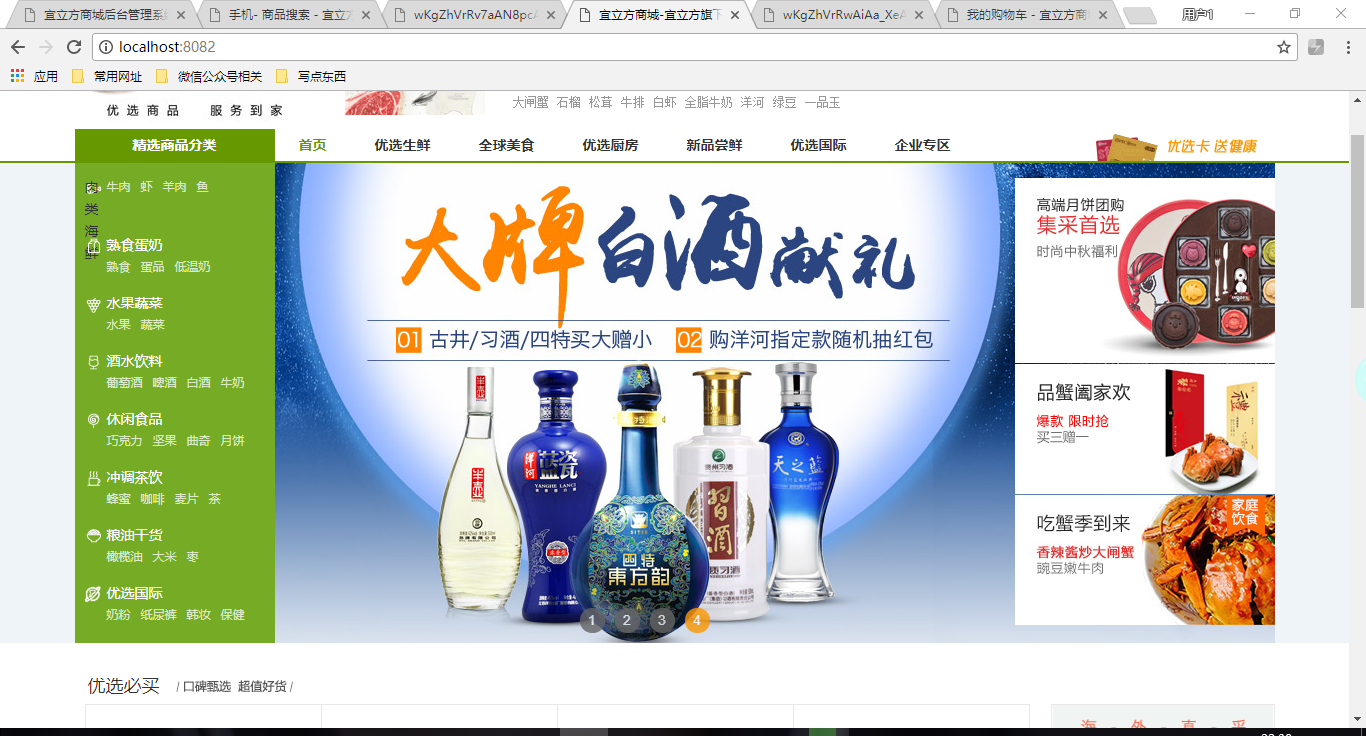 宜立方商城后台管理系统
手机- 商品搜索 - 宜立方
wKgZhVrRv7aAN8pcA
宜立方商城-宜立方旗下
wKgZhVrRwAiAa_XeA
我的购物车 - 宜立方商
用户1
localhost:8082
应用 常用网址 微信公众号相关 写点东西
优选商品 服务到家
大闸蟹 石榴 松茸 牛排 白虾 全脂牛奶 洋河 绿豆 一品玉
精选商品分类 首页 优选生鲜 全球美食 优选厨房 新品尝鲜 优选国际 企业专区
优选卡 送健康
肉类海鲜
牛肉 虾 羊肉 鱼
熟食蛋奶
熟食 蛋品 低温奶
水果蔬菜
水果 蔬菜
酒水饮料
葡萄酒 啤酒 白酒 牛奶
休闲食品
巧克力 坚果 曲奇 月饼
冲调茶饮
蜂蜜 咖啡 麦片 茶
粮油干货
橄榄油 大米 枣
优选国际
奶粉 纸尿裤 韩妆 保健
大牌白酒献礼
01 古井/习酒/四特买大赠小 02 购洋河指定款随机抽红包
半壶
半壶
洋河
蓝瓷
YANGHE LANCI
四特
东方韵
贵州习酒
习酒
天之蓝
1 2 3 4
高端月饼团购
集采首选
时尚中秋福利
品蟹阖家欢
爆款 限时抢
买三赠一
吃蟹季到来
香辣酱炒大闸蟹
豌豆嫩牛肉
家庭
饮食
优选必买 / 口碑甄选 超值好货 /
海·外·直·采